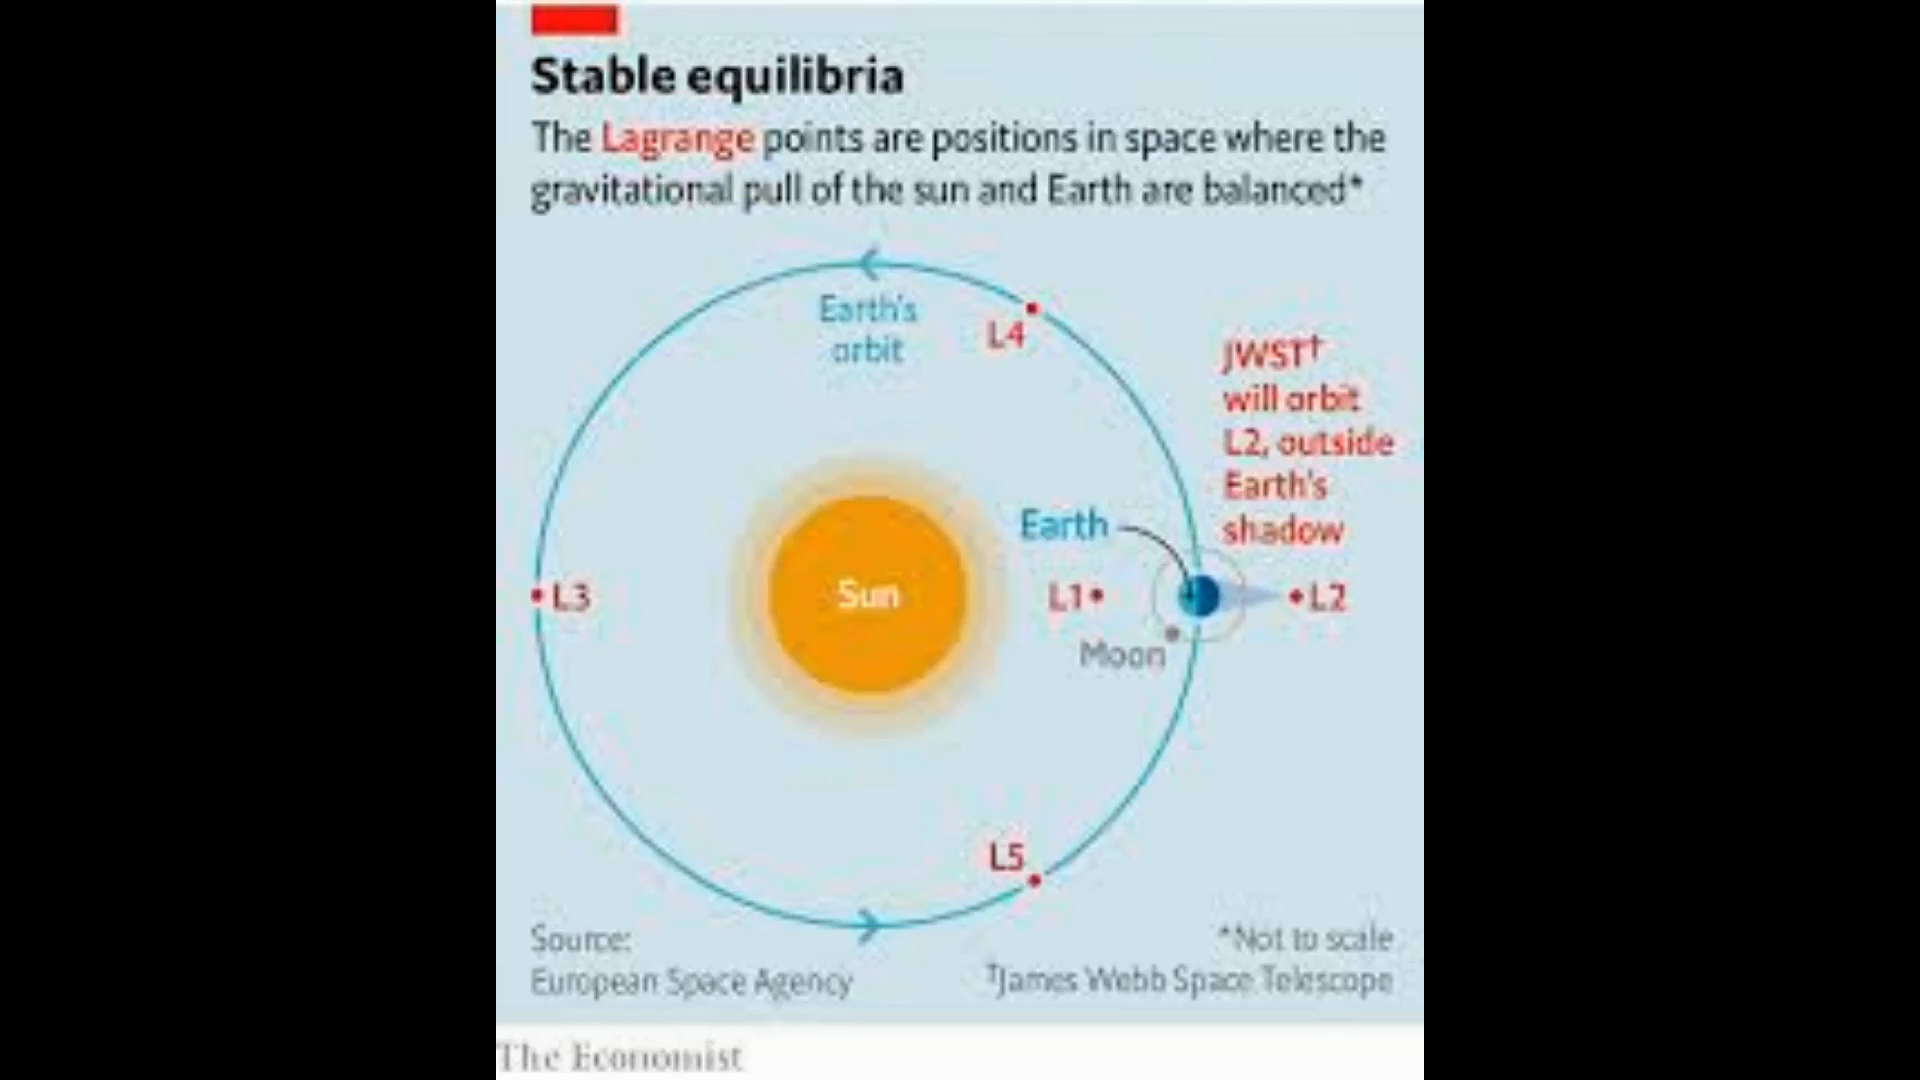 Stable equilibria
The Lagrange points are positions in space where the
gravitational pull of the sun and Earth are balanced*
Earth's
orbit
L4
JWST†
will orbit
L2, outside
Earth's
shadow
Earth
L3
Sun
L1
L2
Moon
L5
Source:
European Space Agency
*Not to scale
†James Webb Space Telescope
The Economist